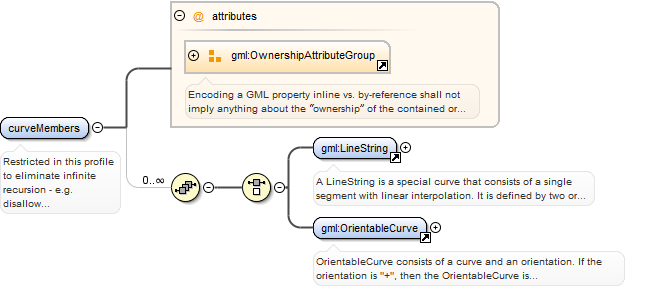 @ attributes
gml:OwnershipAttributeGroup
Encoding a GML property inline vs. by-reference shall not
imply anything about the "ownership" of the contained or...
curveMembers
Restricted in this profile
to eliminate infinite
recursion - e.g.
disallow...
0..∞
gml:LineString
A LineString is a special curve that consists of a single
segment with linear interpolation. It is defined by two or...
gml:OrientableCurve
OrientableCurve consists of a curve and an orientation. If the
orientation is "+", then the OrientableCurve is...